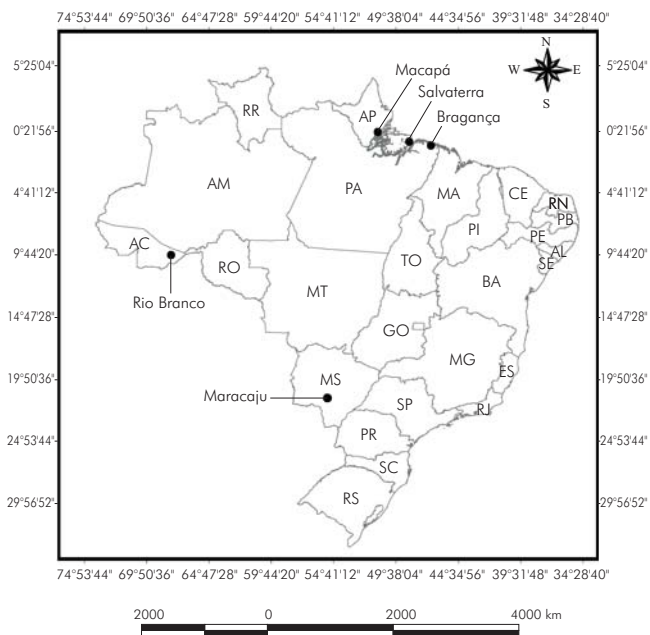 74°53'44" 69°50'36" 64°47'28" 59°44'20" 54°41'12" 49°38'04" 44°34'56" 39°31'48" 34°28'40"
N
W E
S
5°25'04" 5°25'04"
Macapá
Salvaterra
Bragança
RR
AP
0°21'56" 0°21'56"
AM
PA
MA
CE
RN
PB
4°41'12" 4°41'12"
PI
PE
AC
AL
SE
9°44'20" 9°44'20"
RO
TO
BA
MT
Rio Branco
14°47'28" 14°47'28"
GO
MG
ES
19°50'36" 19°50'36"
MS
Maracaju
SP
RJ
24°53'44" 24°53'44"
PR
SC
29°56'52" 29°56'52"
RS
74°53'44" 69°50'36" 64°47'28" 59°44'20" 54°41'12" 49°38'04" 44°34'56" 39°31'48" 34°28'40"
2000 0 2000 4000 km